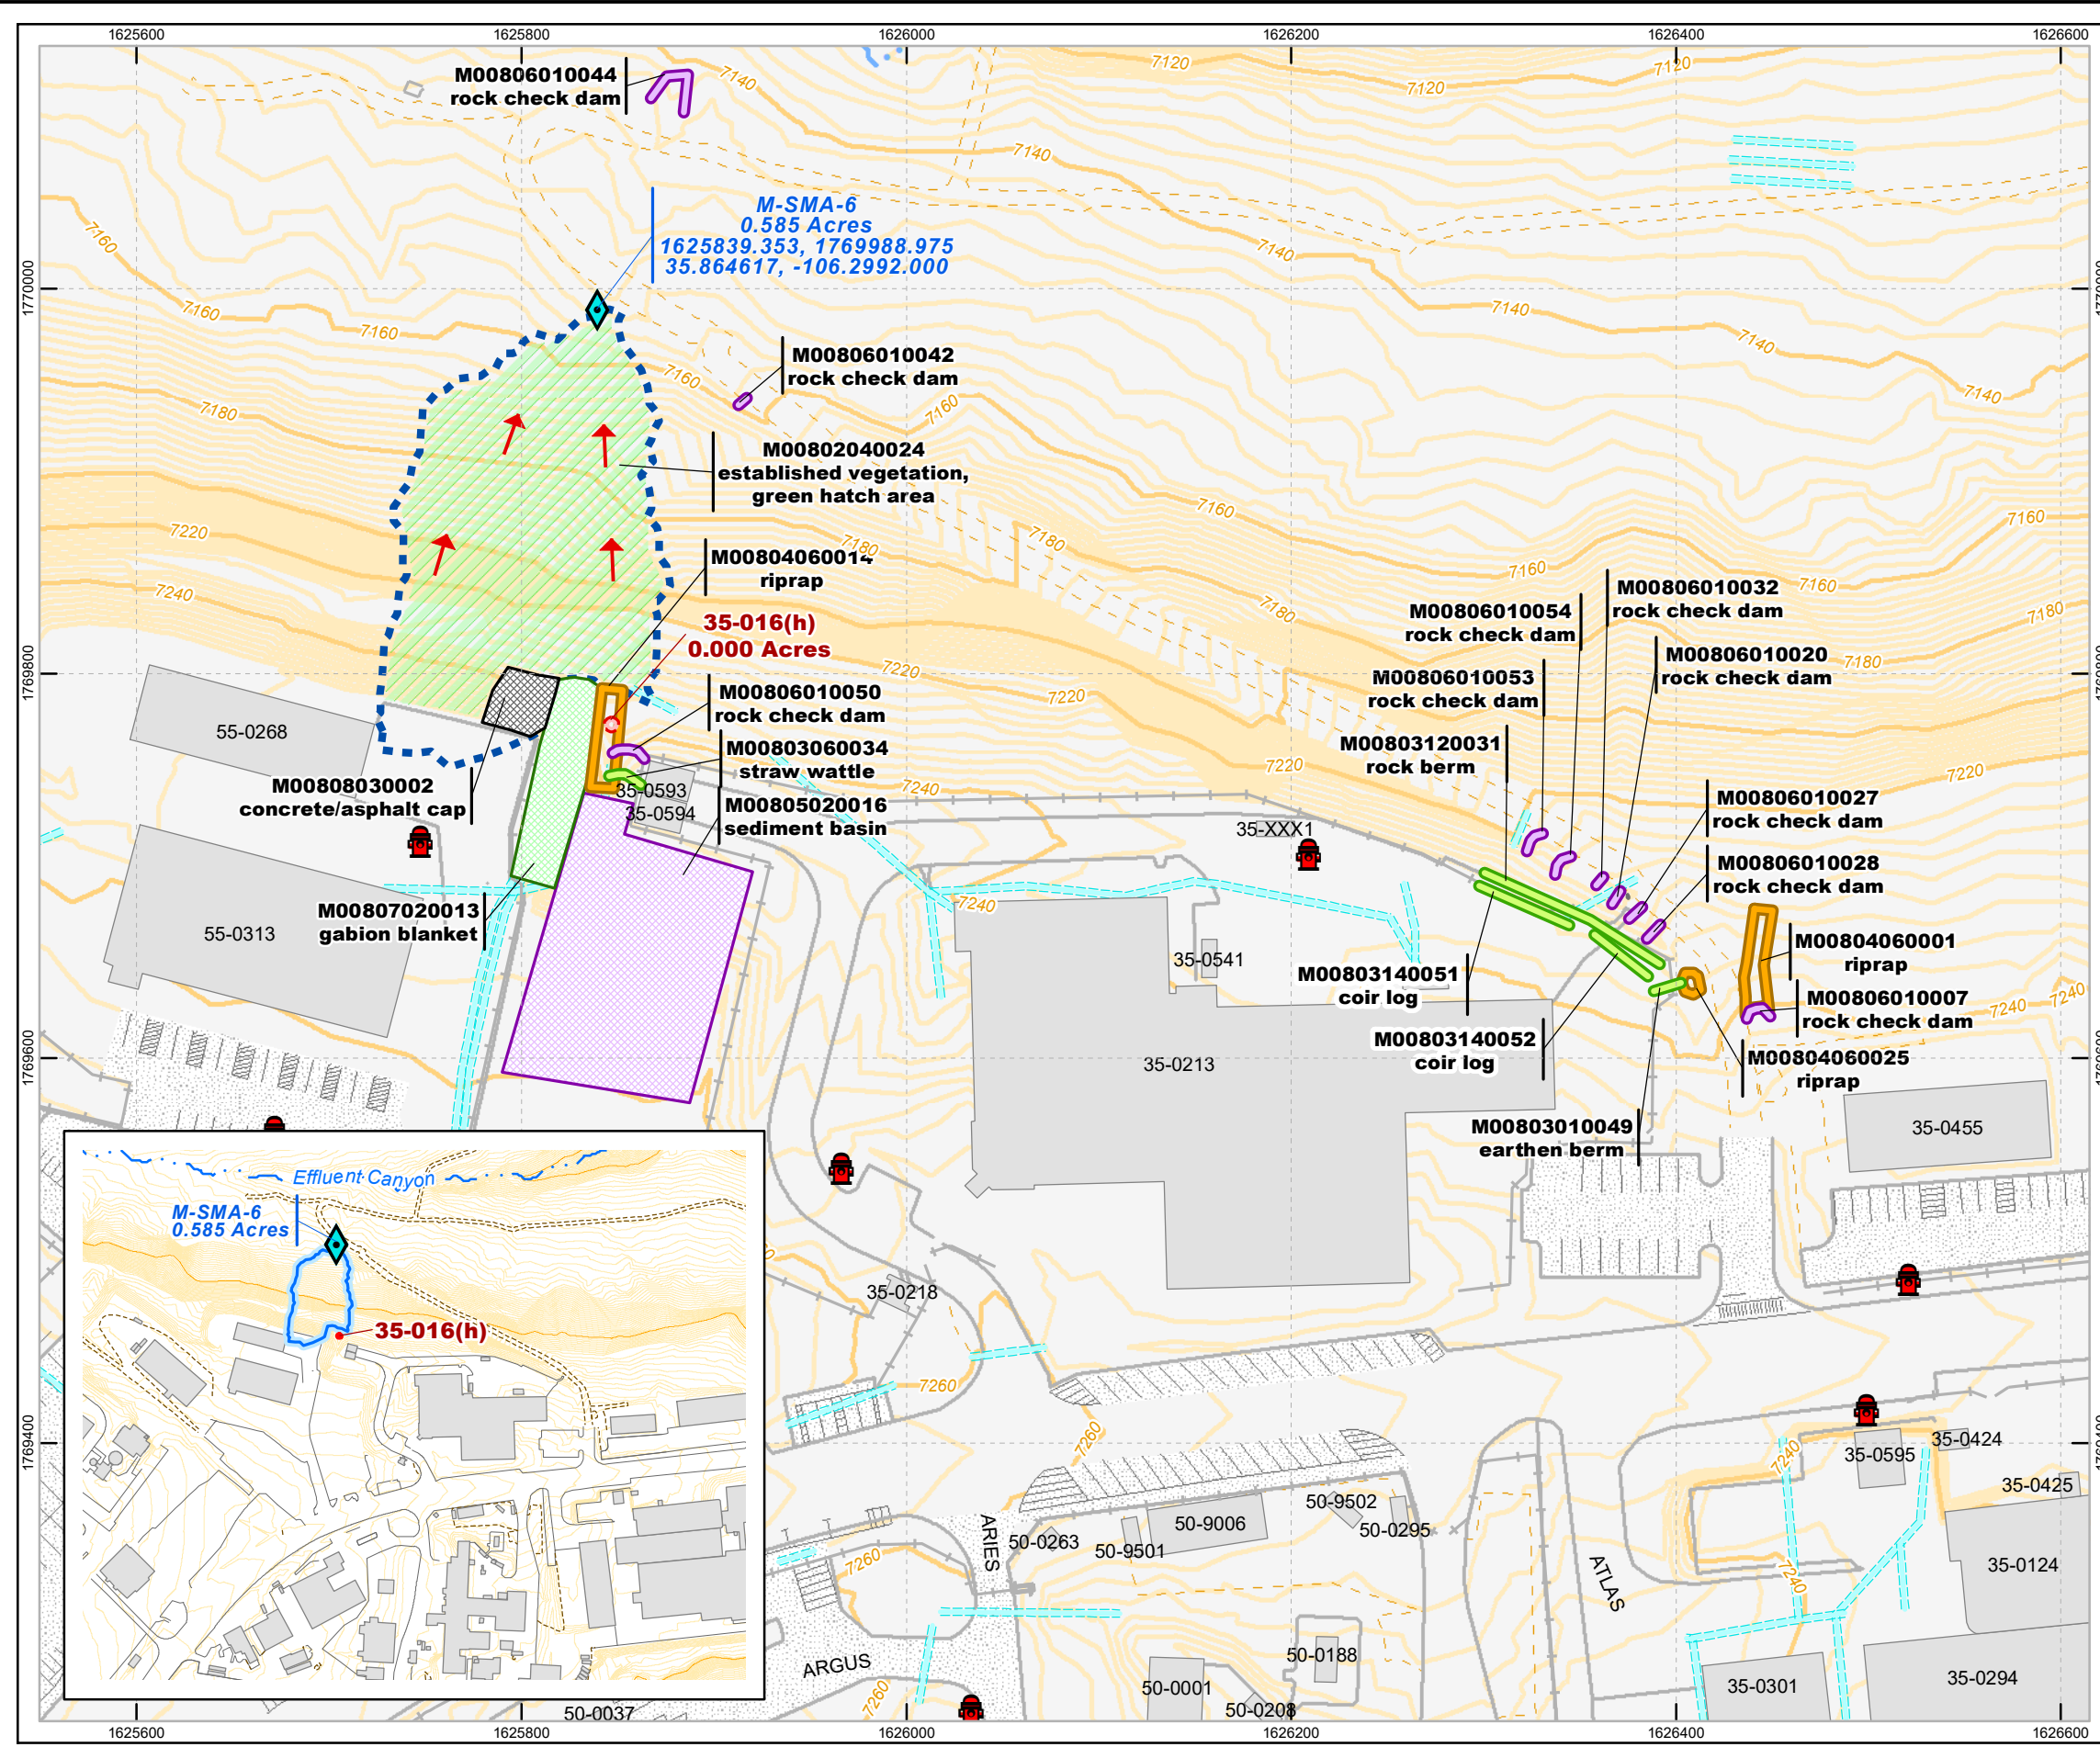 1625600
1625800
1626000
1626200
1626400
1626600
M00806010044
rock check dam
7140
7120
7120
7120
7140
7160
M-SMA-6
0.585 Acres
1625839.353, 1769988.975
35.864617, -106.2992.000
7140
1770000
1770000
7160
7160
7140
7140
7140
M00806010042
rock check dam
7160
7160
7180
M00802040024
established vegetation,
green hatch area
7160
7180
7180
7160
7220
M00804060014
riprap
7160
7160
7180
7180
7240
35-016(h)
0.000 Acres
M00806010054
rock check dam
M00806010032
rock check dam
M00806010020
rock check dam
7180
1769800
1769800
7220
7220
M00806010050
rock check dam
M00806010053
rock check dam
55-0268
M00803060034
straw wattle
M00803120031
rock berm
7220
7220
M00808030002
concrete/asphalt cap
35-0593
35-0594
7240
M00805020016
sediment basin
M00806010027
rock check dam
35-XXX1
M00806010028
rock check dam
M00807020013
gabion blanket
55-0313
7240
35-0541
M00803140051
coir log
M00804060001
riprap
M00806010007
rock check dam
7240
7240
M00803140052
coir log
M00804060025
riprap
1769600
1769600
35-0213
M00803010049
earthen berm
35-0455
Effluent Canyon
M-SMA-6
0.585 Acres
35-016(h)
35-0218
7260
7260
1769400
1769400
7240
35-0595
35-0424
35-0425
50-9502
50-0295
50-9006
50-0263
50-9501
ARIES
7260
ATLAS
7240
35-0124
50-0188
ARGUS
7260
50-0001
50-0208
35-0301
35-0294
50-0037
1625600
1625800
1626000
1626200
1626400
1626600